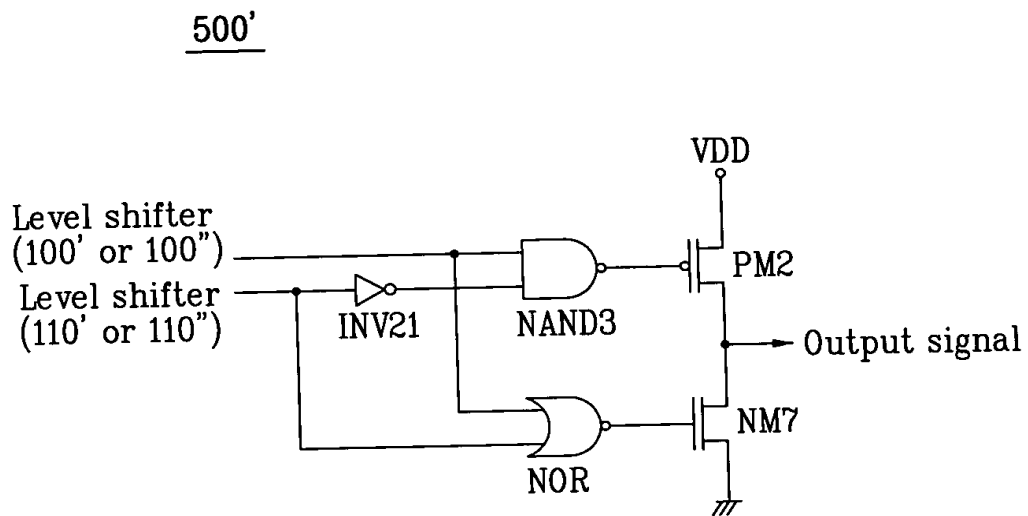 500'
VDD
Level shifter
(100' or 100")
PM2
Level shifter
(110' or 110")
INV21
NAND3
Output signal
NM7
NOR